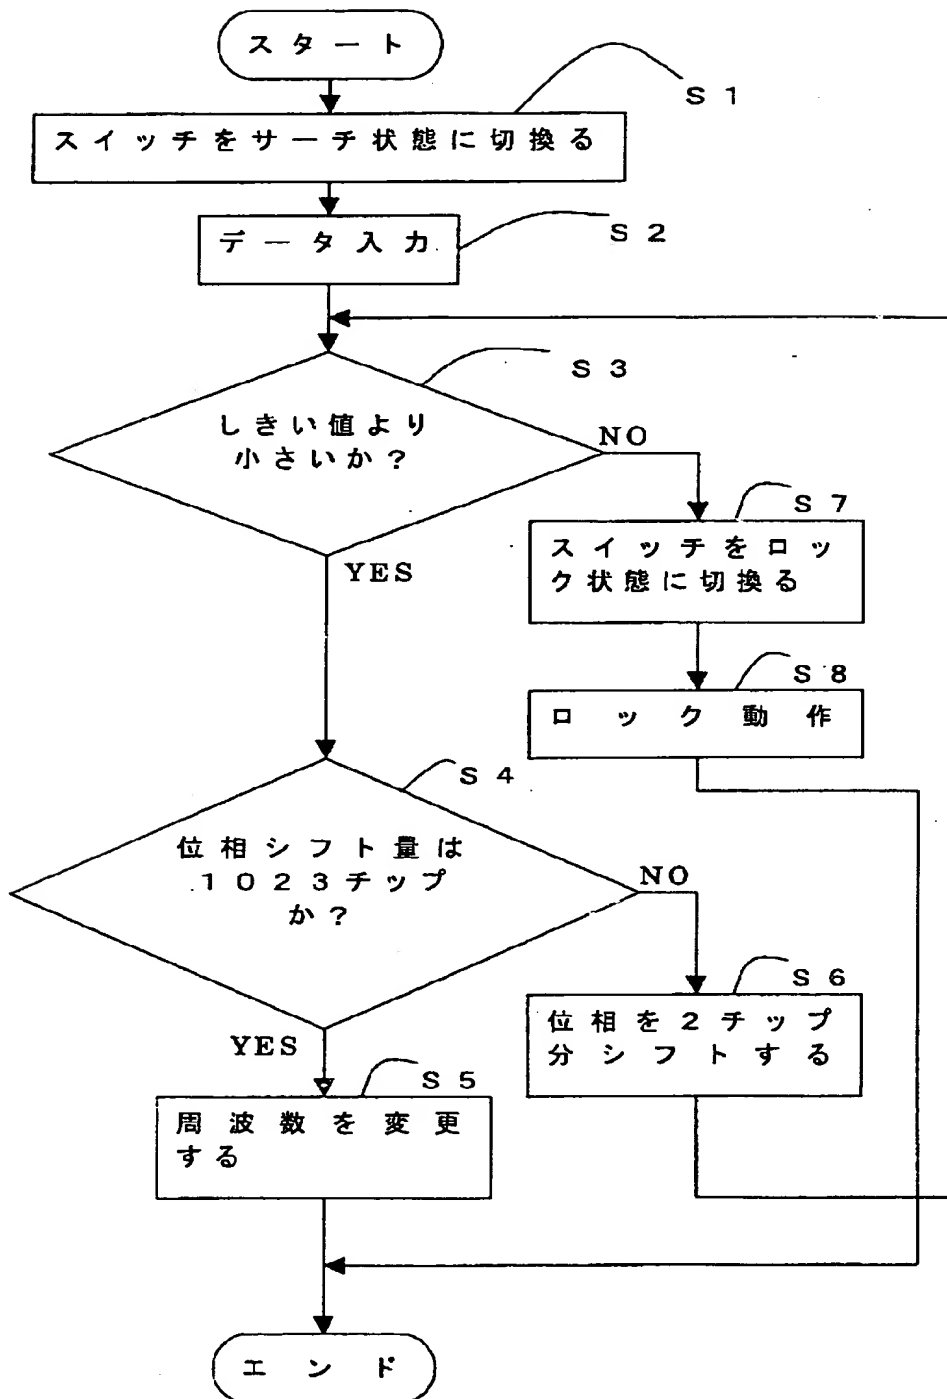 スタート
S1
スイッチをサーチ状態に切換る
S2
データ入力
S3
しきい値より
小さいか?
NO
S7
YES
スイッチをロッ
ク状態に切換る
S8
ロック動作
S4
位相シフト量は
1023チップ
か?
NO
S6
YES
位相を2チップ
分シフトする
S5
周波数を変更
する
エンド